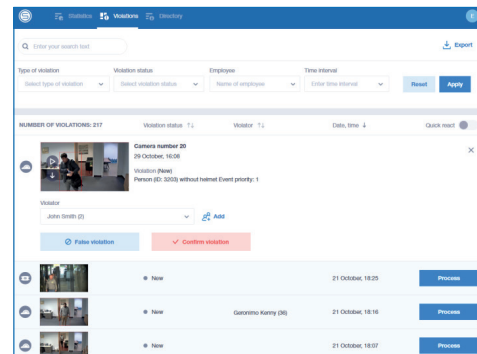 Statistics Violations Directory E
Enter your search text Export
Type of violation Violation status Employee Time interval
Select type of violation Select violation status Name of employee Enter time interval Reset Apply
NUMBER OF VIOLATIONS: 217 Violation status ↑↓ Violator ↑↓ Date, time ↓ Quick react
Camera number 20
29 October, 16:08
Violation (New)
Person (ID: 3203) without helmet Event priority: 1
Violator
John Smith (0) Add
False violation Confirm violation
New 21 October, 18:25 Process
New Geronimo Kenny (36) 21 October, 18:16 Process
New 21 October, 18:07 Process